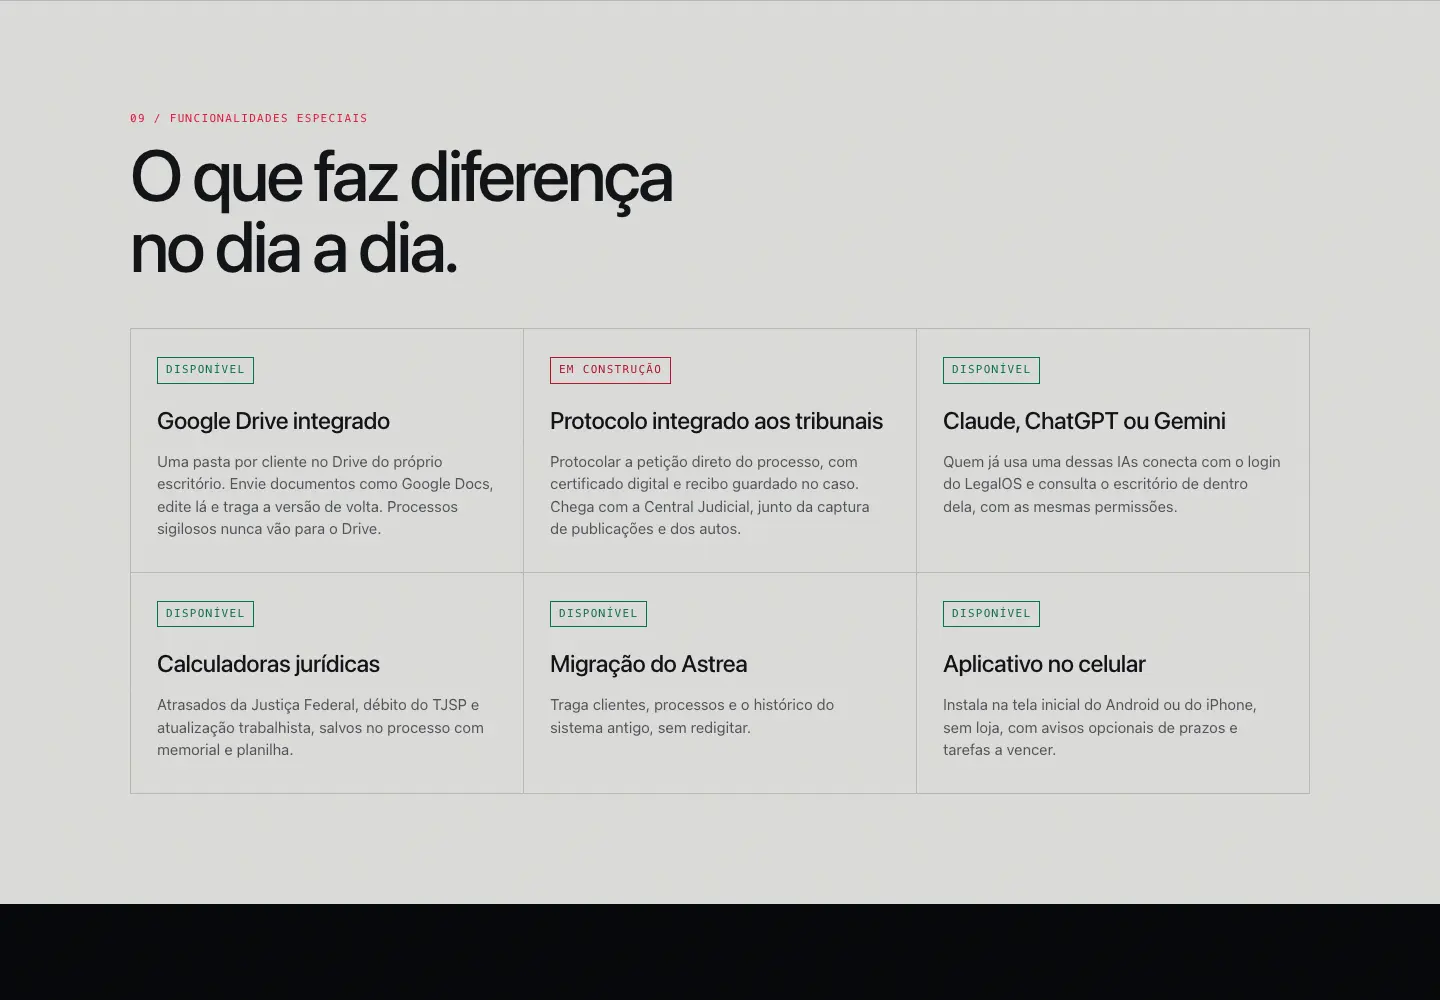 09 / FUNCIONALIDADES ESPECIAIS
O que faz diferença
no dia a dia.
DISPONÍVEL
Google Drive integrado
Uma pasta por cliente no Drive do próprio
escritório. Envie documentos como Google Docs,
edite lá e traga a versão de volta. Processos
sigilosos nunca vão para o Drive.
EM CONSTRUÇÃO
Protocolo integrado aos tribunais
Protocolar a petição direto do processo, com
certificado digital e recibo guardado no caso.
Chega com a Central Judicial, junto da captura
de publicações e dos autos.
DISPONÍVEL
Claude, ChatGPT ou Gemini
Quem já usa uma dessas IAs conecta com o login
do LegalOS e consulta o escritório de dentro
dela, com as mesmas permissões.
DISPONÍVEL
Calculadoras jurídicas
Atrasados da Justiça Federal, débito do TJSP e
atualização trabalhista, salvos no processo com
memorial e planilha.
DISPONÍVEL
Migração do Astrea
Traga clientes, processos e o histórico do
sistema antigo, sem redigitar.
DISPONÍVEL
Aplicativo no celular
Instala na tela inicial do Android ou do iPhone,
sem loja, com avisos opcionais de prazos e
tarefas a vencer.